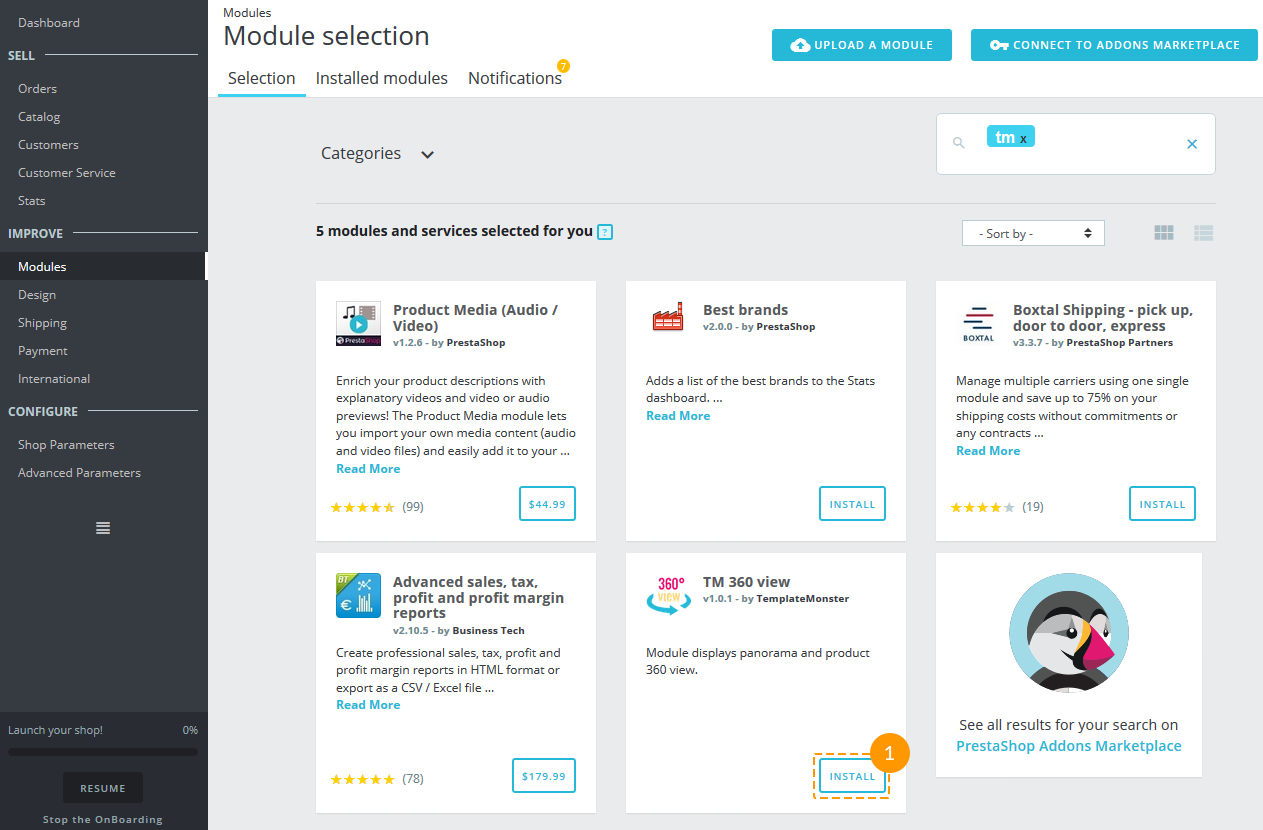 Dashboard
SELL
Orders
Catalog
Customers
Customer Service
Stats
IMPROVE
Modules
Design
Shipping
Payment
International
CONFIGURE
Shop Parameters
Advanced Parameters
Launch your shop! 0%
RESUME
Stop the OnBoarding
Modules
Module selection
UPLOAD A MODULE
CONNECT TO ADDONS MARKETPLACE
Selection Installed modules Notifications 7
Categories
tm x
5 modules and services selected for you ?
- Sort by -
Product Media (Audio /
Video)
v1.2.6 - by PrestaShop
PrestaShop
Enrich your product descriptions with
explanatory videos and video or audio
previews! The Product Media module lets
you import your own media content (audio
and video files) and easily add it to your ...
Read More
(99)
$44.99
Best brands
v2.0.0 - by PrestaShop
Adds a list of the best brands to the Stats
dashboard. ...
Read More
INSTALL
BOXTAL
Boxtal Shipping - pick up,
door to door, express
v3.3.7 - by PrestaShop Partners
Manage multiple carriers using one single
module and save up to 75% on your
shipping costs without commitments or
any contracts ...
Read More
(19)
INSTALL
BT
€
Advanced sales, tax,
profit and profit margin
reports
v2.10.5 - by Business Tech
Create professional sales, tax, profit and
profit margin reports in HTML format or
export as a CSV / Excel file ...
Read More
(78)
$179.99
360°
VIEW
TM 360 view
v1.0.1 - by TemplateMonster
Module displays panorama and product
360 view.
1
INSTALL
See all results for your search on
PrestaShop Addons Marketplace